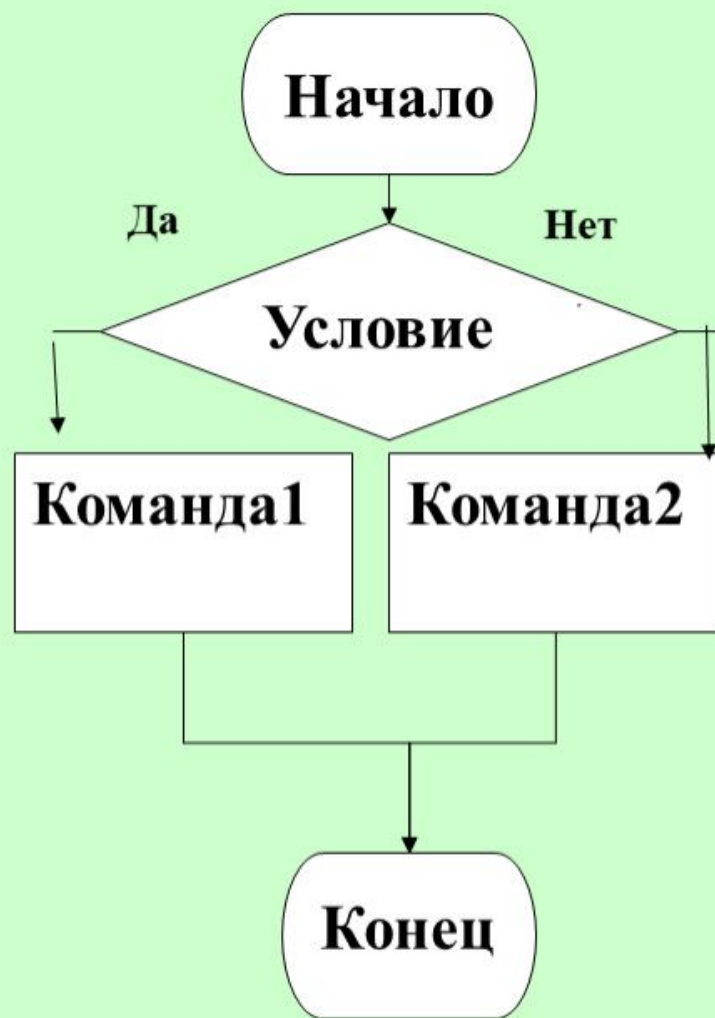 Начало
Да
Нет
Условие
Команда1
Команда2
Конец